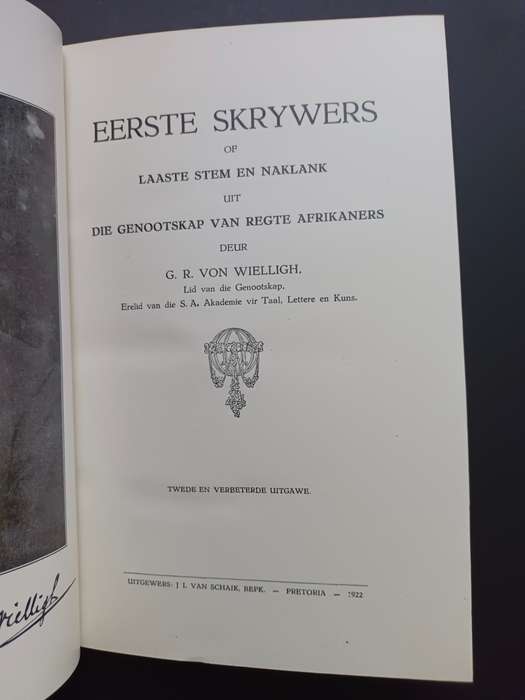 EERSTE SKRYWERS
OF
LAASTE STEM EN NAKLANK
UIT
DIE GENOOTSKAP VAN REGTE AFRIKANERS
DEUR
G. R. VON WIELLIGH.
Lid van die Genootskap.
Erelid van die S. A. Akademie vir Taal, Lettere en Kuns.
TWEDE EN VERBETERDE UITGAWE.
UITGEWERS: J L VAN SCHAIK, BEPK. — PRETORIA — 1922